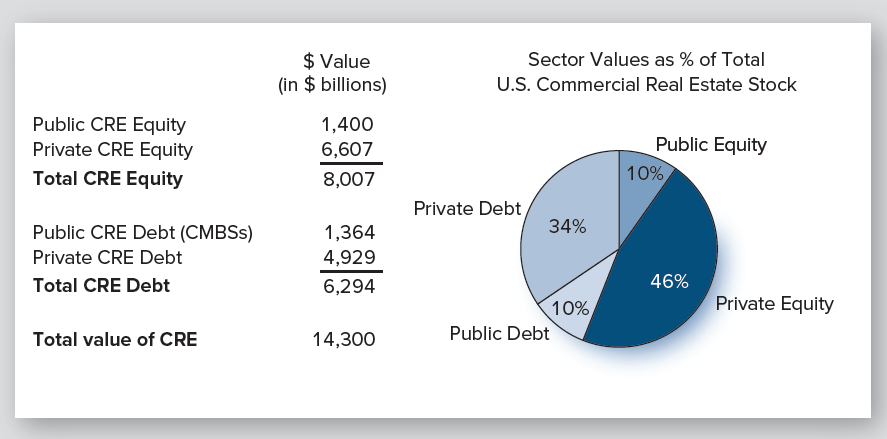 $ Value
(in $ billions)
Public CRE Equity 1,400
Private CRE Equity 6,607
Total CRE Equity 8,007
Public CRE Debt (CMBSs) 1,364
Private CRE Debt 4,929
Total CRE Debt 6,294
Total value of CRE 14,300
Sector Values as % of Total
U.S. Commercial Real Estate Stock
Public Equity
10%
Private Debt
34%
46%
Private Equity
10%
Public Debt